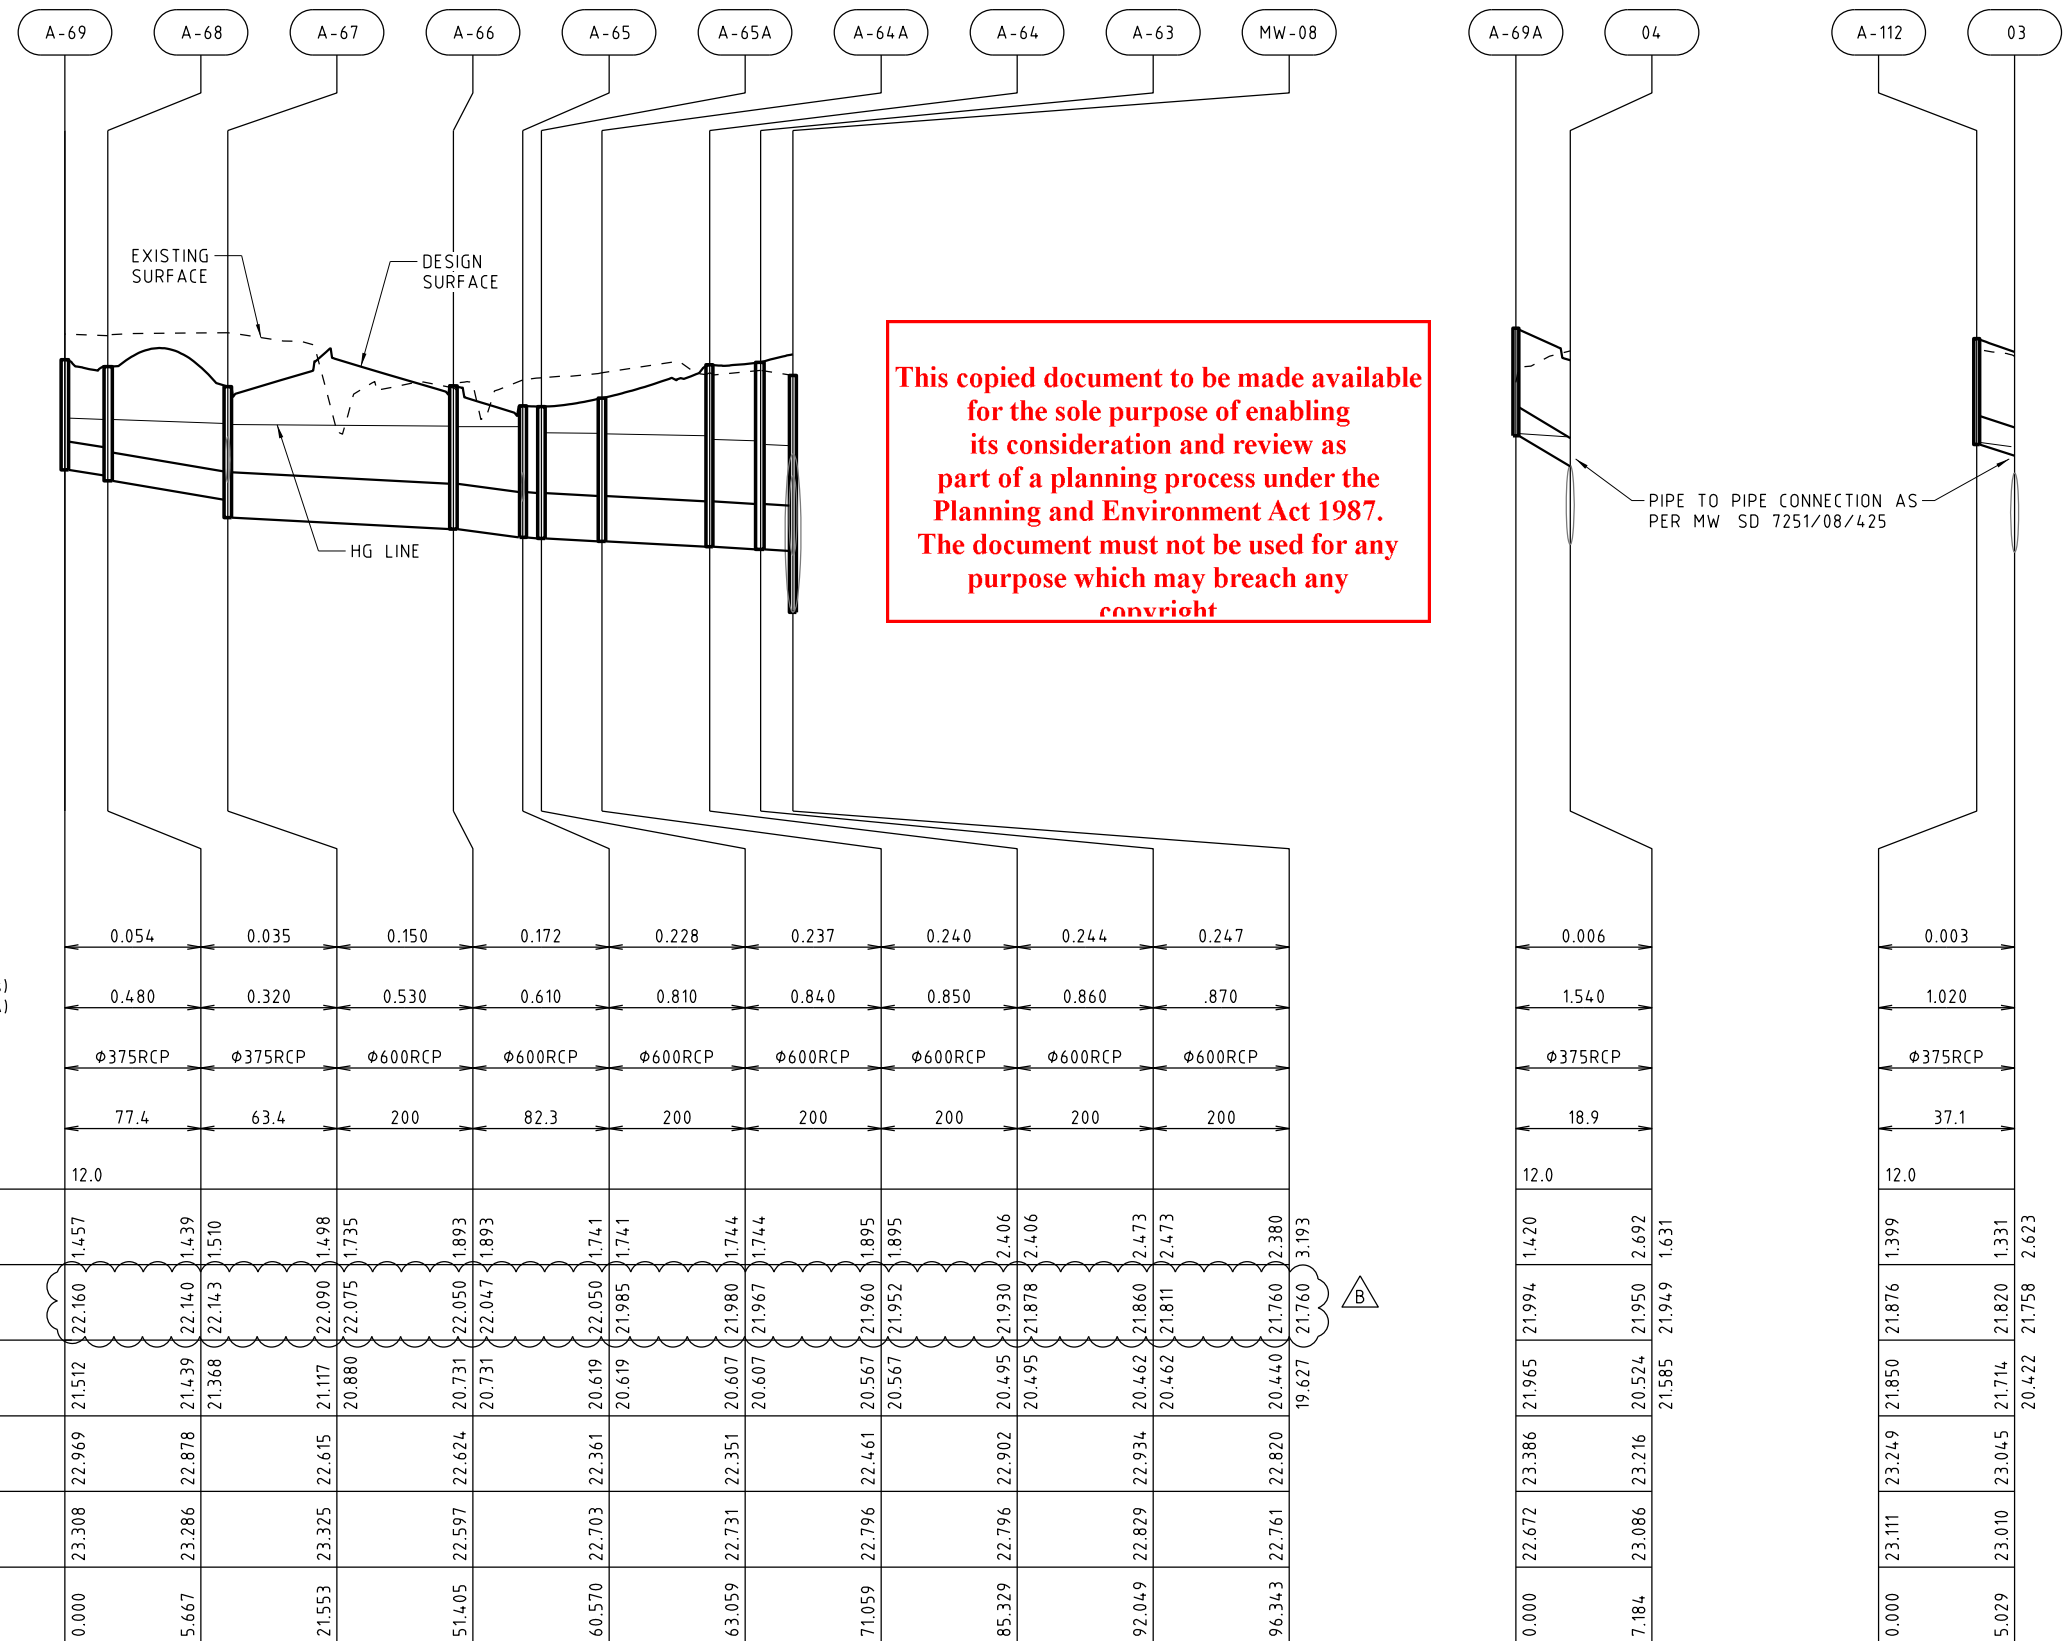 A-69 A-68 A-67 A-66 A-65 A-65A A-64A A-64 A-63 MW-08 A-69A 04 A-112 03
EXISTING
SURFACE
DESIGN
SURFACE
HG LINE
This copied document to be made available
for the sole purpose of enabling
its consideration and review as
part of a planning process under the
Planning and Environment Act 1987.
The document must not be used for any
purpose which may breach any
copyright
PIPE TO PIPE CONNECTION AS
PER MW SD 7251/08/425
0.054 0.035 0.150 0.172 0.228 0.237 0.240 0.244 0.247 0.006 0.003
0.480 0.320 0.530 0.610 0.810 0.840 0.850 0.860 .870 1.540 1.020
Φ375RCP Φ375RCP Φ600RCP Φ600RCP Φ600RCP Φ600RCP Φ600RCP Φ600RCP Φ600RCP Φ375RCP Φ375RCP
77.4 63.4 200 82.3 200 200 200 200 200 18.9 37.1
12.0 12.0 12.0
1.457 1.439 1.510 1.498 1.735 1.893 1.893 1.741 1.741 1.744 1.744 1.895 1.895 2.406 2.406 2.473 2.473 2.380 3.193 1.420 2.692 1.631 1.399 1.331 2.623
22.160 22.140 22.143 22.090 22.075 22.050 22.047 22.050 21.985 21.980 21.967 21.960 21.952 21.930 21.878 21.860 21.811 21.760 21.760 B 21.994 21.950 21.949 21.876 21.820 21.758
21.512 21.439 21.368 21.117 20.880 20.731 20.731 20.619 20.619 20.607 20.607 20.567 20.567 20.495 20.495 20.462 20.462 20.440 19.627 21.965 20.524 21.585 21.850 21.714 20.422
22.969 22.878 22.615 22.624 22.361 22.351 22.461 22.902 22.934 22.820 23.386 23.216 23.249 23.045
23.308 23.286 23.325 22.597 22.703 22.731 22.796 22.796 22.829 22.761 22.672 23.086 23.111 23.010
0.000 5.667 21.553 51.405 60.570 63.059 71.059 85.329 92.049 96.343 0.000 7.184 0.000 5.029